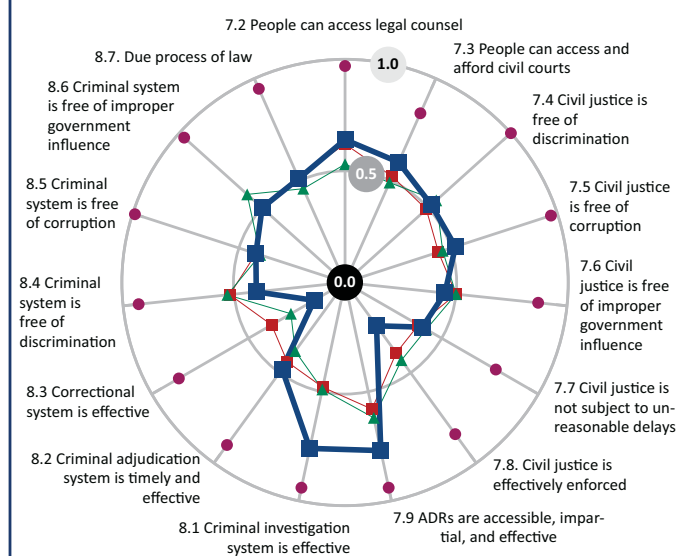 7.2 People can access legal counsel
1.0
7.3 People can access and
afford civil courts
7.4 Civil justice is
free of
discrimination
7.5 Civil justice
is free of
corruption
7.6 Civil
justice is free
of improper
government
influence
7.7 Civil justice is
not subject to un-
reasonable delays
7.8. Civil justice is
effectively enforced
7.9 ADRs are accessible, impar-
tial, and effective
8.1 Criminal investigation
system is effective
8.2 Criminal adjudication
system is timely and
effective
8.3 Correctional
system is effective
8.4 Criminal
system is
free of
discrimination
8.5 Criminal
system is free
of corruption
8.6 Criminal system
is free of improper
government
influence
8.7. Due process of law
0.5
0.0